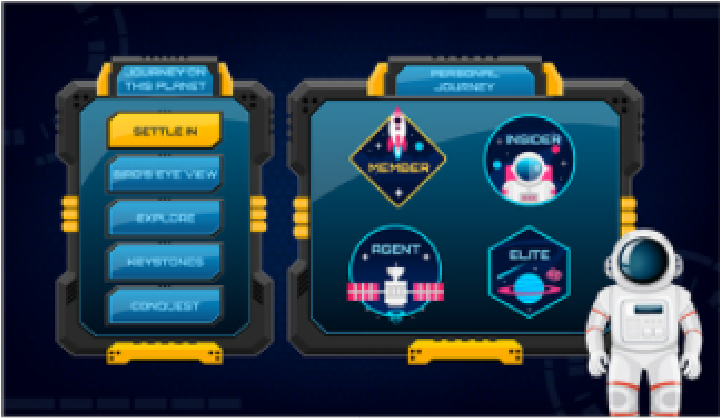 JOURNEY ON
THIS PLANET
SETTLE IN
BIRD'S EYE VIEW
EXPLORE
KEYSTONES
CONQUEST
PERSONAL
JOURNEY
MEMBER
INSIDER
AGENT
ELITE